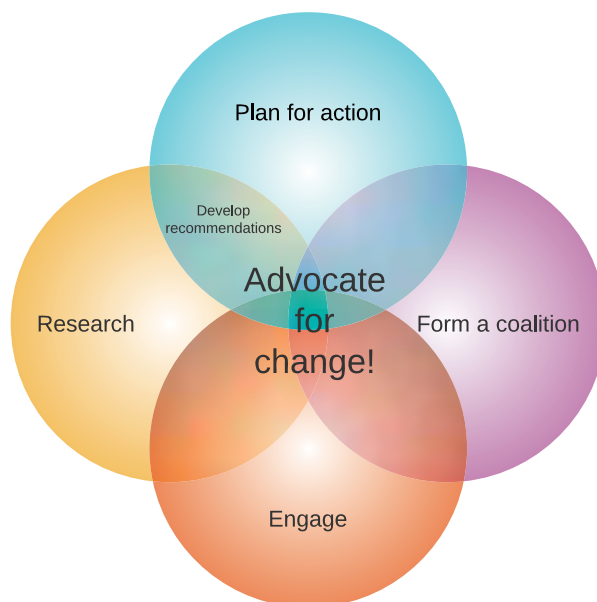 Plan for action
Develop
recommendations
Advocate
for
change!
Research
Form a coalition
Engage